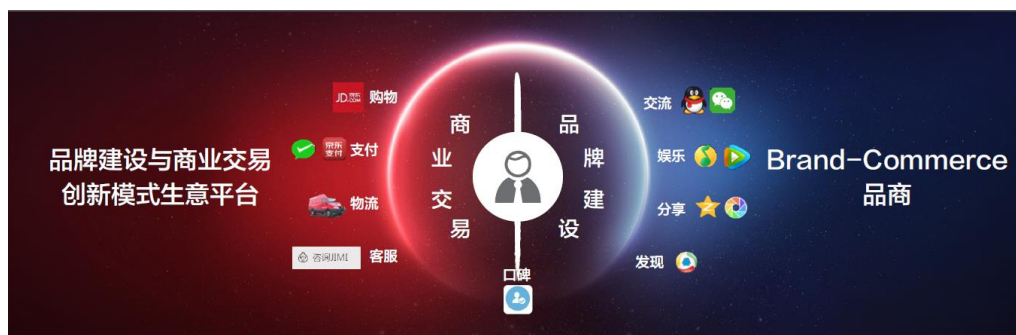 品牌建设与商业交易
创新模式生意平台
JD.京东
.COM
购物
京东
支付
支付
物流
咨询JIMI
客服
商业交易
品牌建设
口碑
交流
娱乐
分享
发现
Brand-Commerce
品商